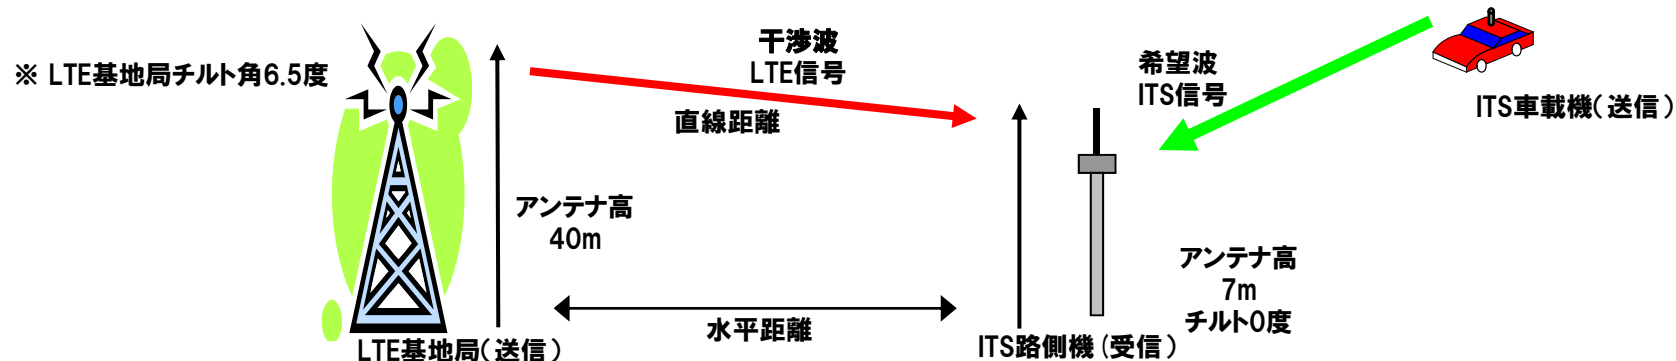 ※ LTE基地局チルト角6.5度
干渉波
LTE信号
直線距離
希望波
ITS信号
ITS車載機(送信)
アンテナ高
40m
アンテナ高
7m
チルト0度
水平距離
LTE基地局(送信)
ITS路側機(受信)